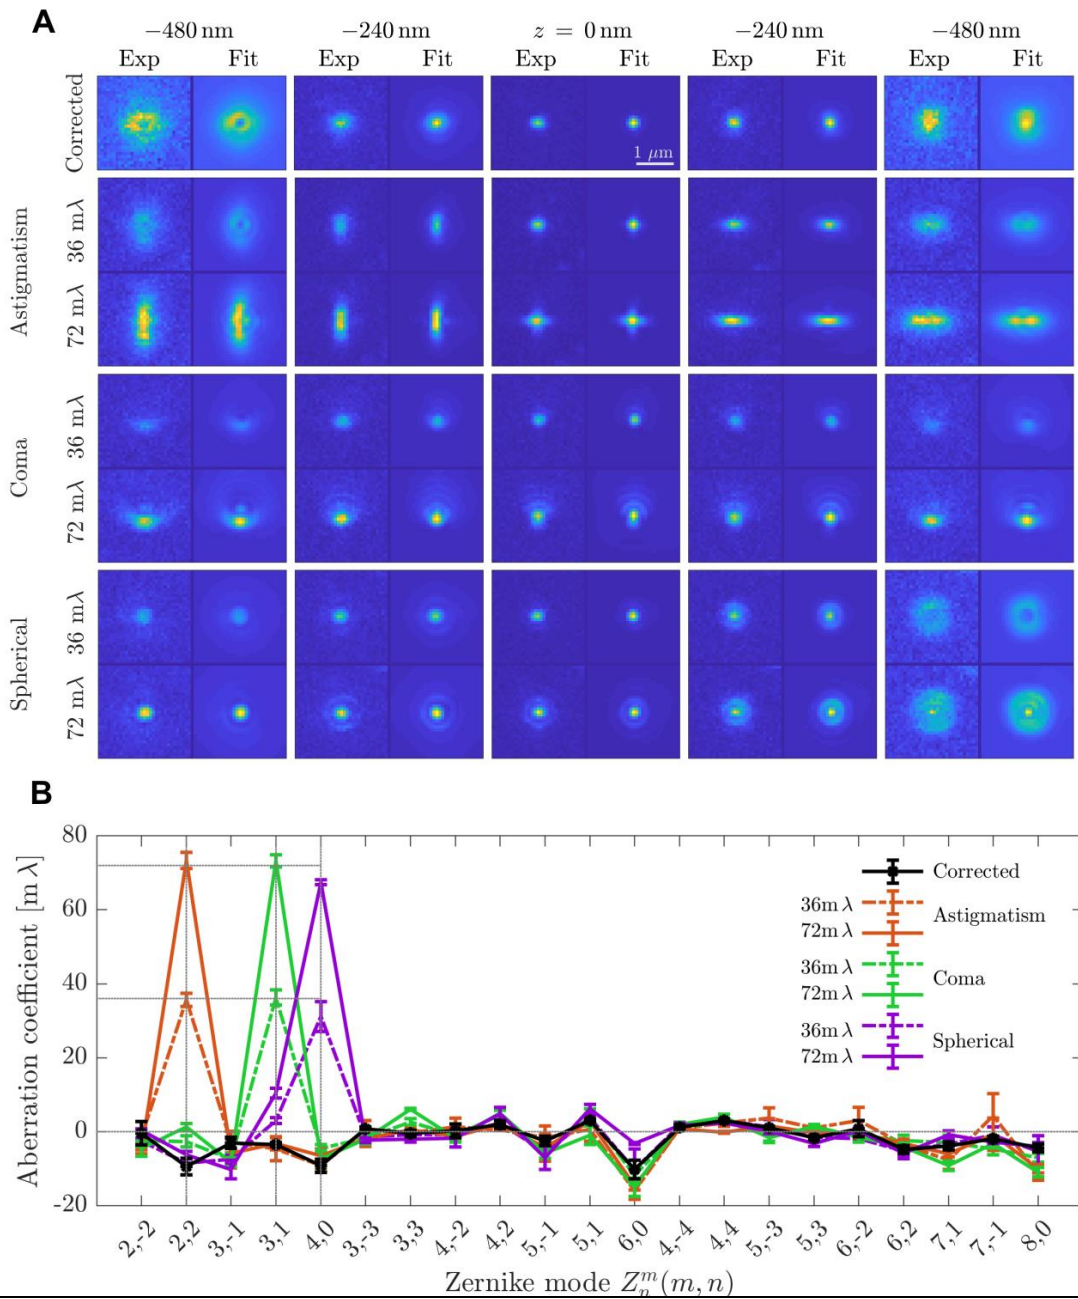 A
−480 nm −240 nm z = 0 nm −240 nm −480 nm
Exp Fit Exp Fit Exp Fit Exp Fit Exp Fit
Corrected
1 μm
Astigmatism
36 mλ
72 mλ
Coma
36 mλ
72 mλ
Spherical
36 mλ
72 mλ
B
Aberration coefficient [m λ]
80
60
40
20
0
-20
Corrected
36m λ
72m λ
Astigmatism
36m λ
72m λ
Coma
36m λ
72m λ
Spherical
2,-2 2,2 3,-1 3,1 4,0 3,-3 3,3 4,-2 4,2 5,-1 5,1 6,0 4,-4 4,4 5,-3 5,3 6,-2 6,2 7,1 7,-1 8,0
Zernike mode Z_n^m(m, n)